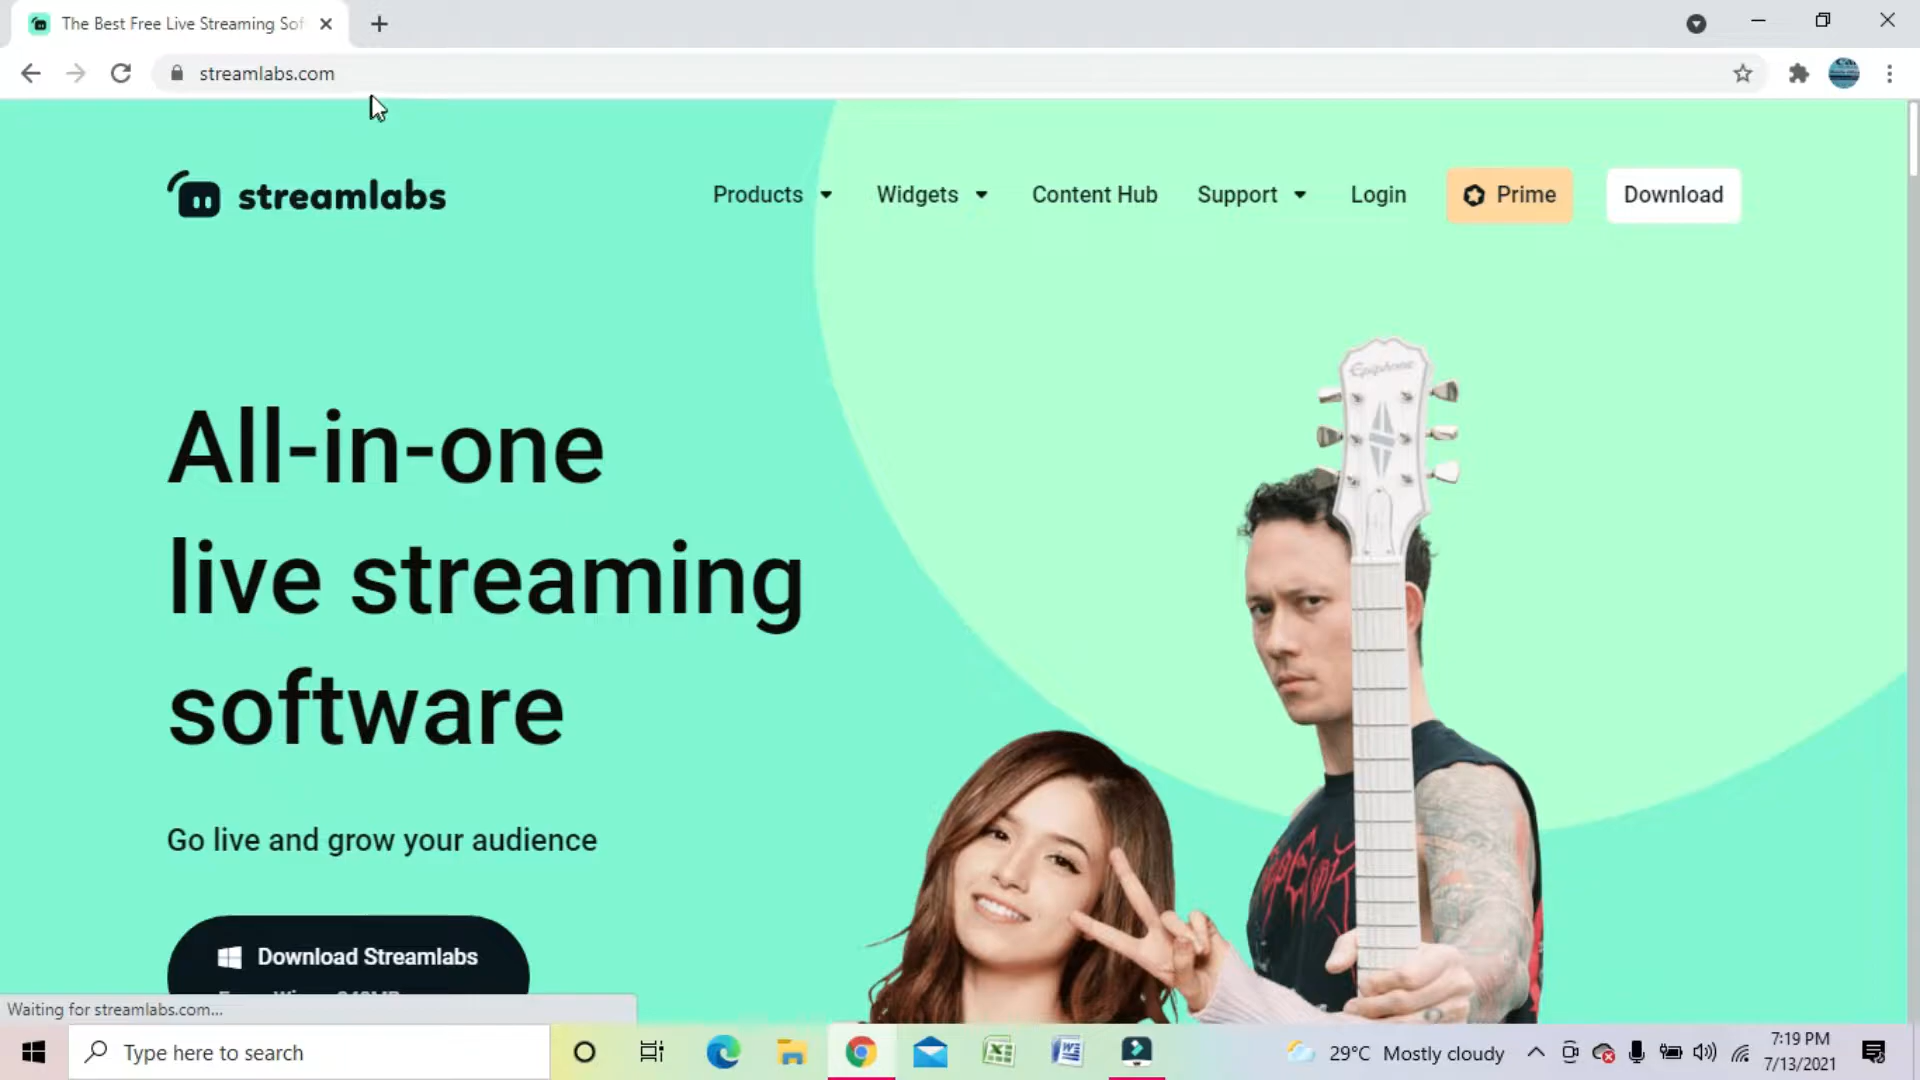 The Best Free Live Streaming Sof
streamlabs.com
streamlabs
Products
Widgets
Content Hub
Support
Login
Prime
Download
Epiphone
All-in-one
live streaming
software
Go live and grow your audience
Download Streamlabs
Waiting for streamlabs.com...
Type here to search
29°C Mostly cloudy
7:19 PM
7/13/2021